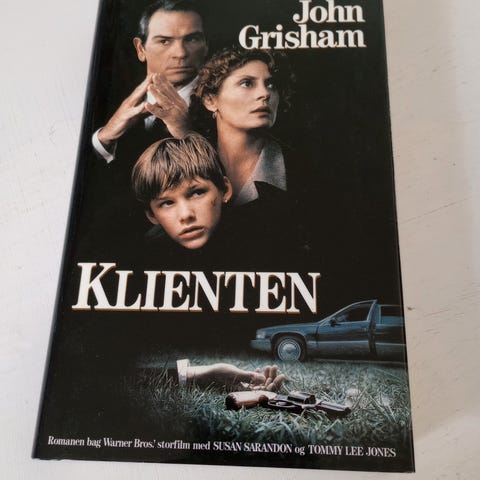 John
Grisham
KLIENTEN
Romanen bag Warner Bros.' storfilm med SUSAN SARANDON og TOMMY LEE JONES